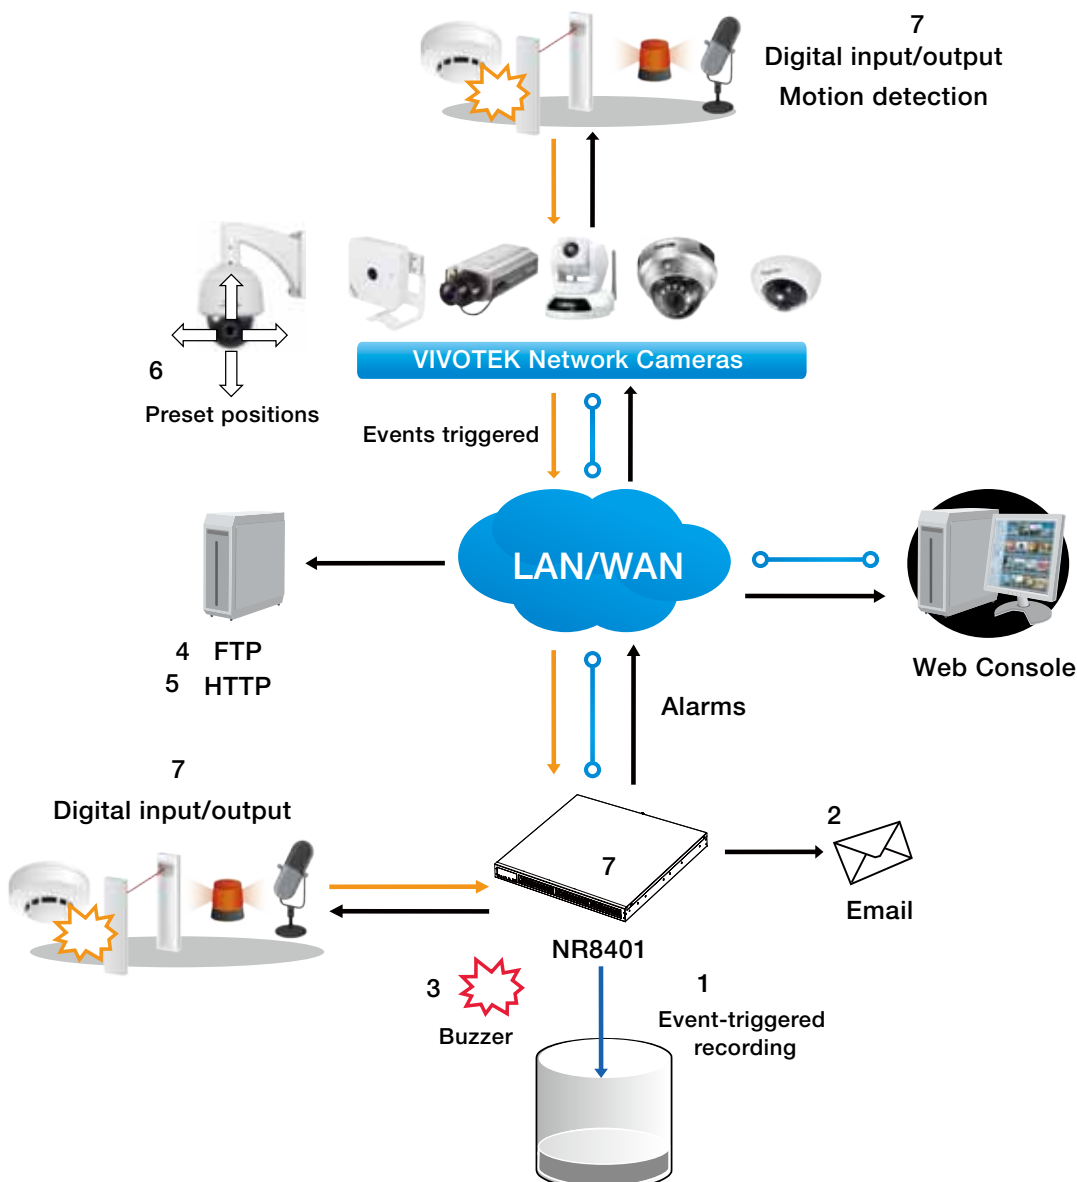 7
Digital input/output
Motion detection
VIVOTEK Network Cameras
6
Preset positions
Events triggered
LAN/WAN
4 FTP
5 HTTP
Web Console
Alarms
7
Digital input/output
2
7
Email
NR8401
3
1
Buzzer
Event-triggered
recording